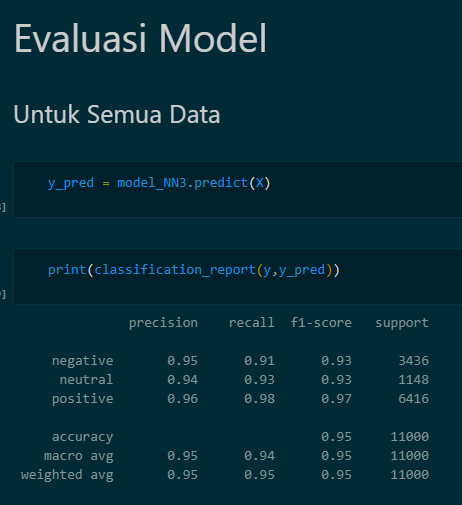 Evaluasi Model
Untuk Semua Data
y_pred = model_NN3.predict(X)
]
print(classification_report(y,y_pred))
]
precision recall f1-score support
negative 0.95 0.91 0.93 3436
neutral 0.94 0.93 0.93 1148
positive 0.96 0.98 0.97 6416
accuracy 0.95 11000
macro avg 0.95 0.94 0.95 11000
weighted avg 0.95 0.95 0.95 11000